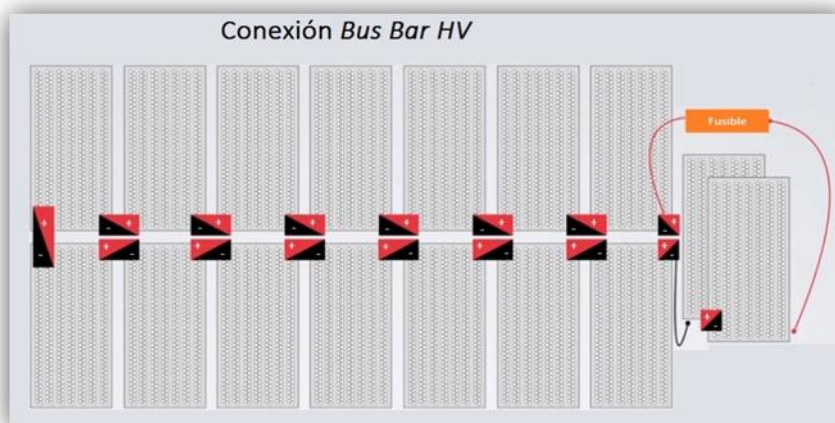 Conexión Bus Bar HV
Fusible
- + - + - + - + - + - + - +
+
-
+ - + - + - + - + - + - + -
+ -